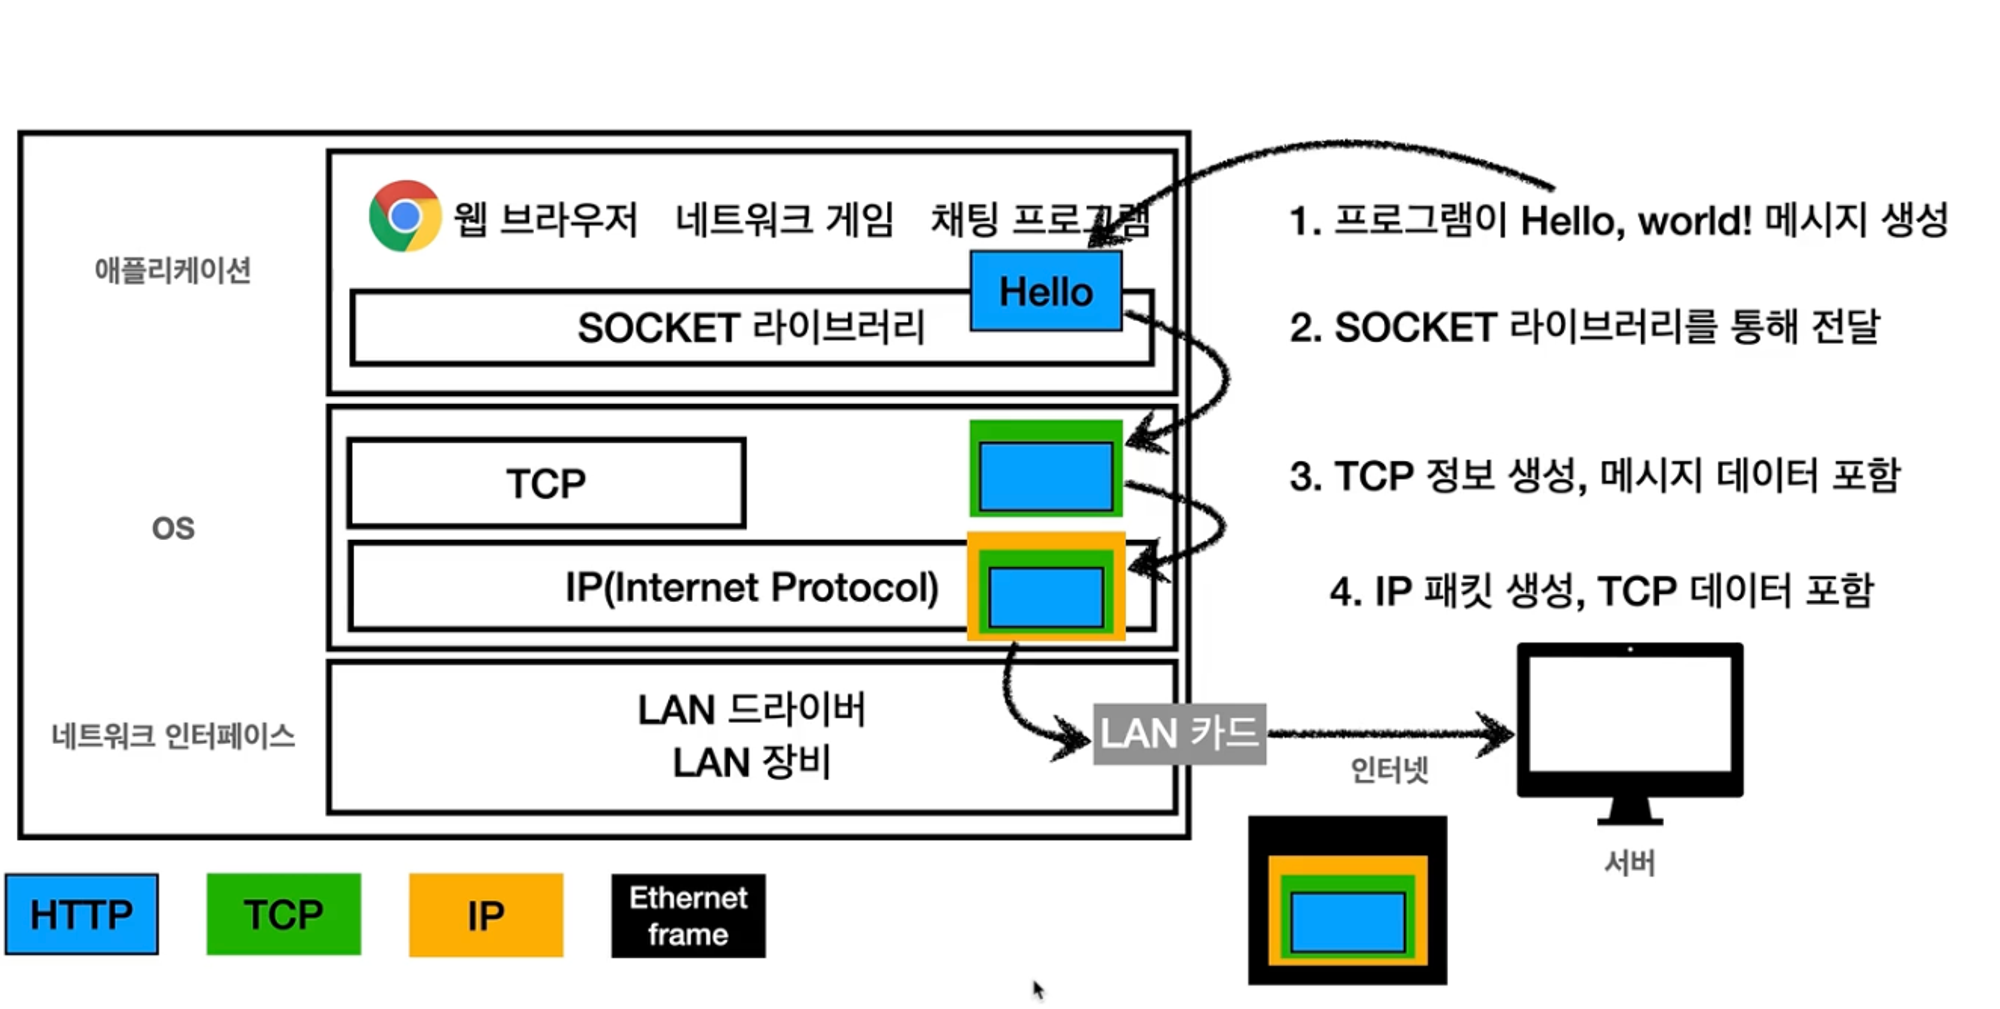 애플리케이션
웹 브라우저 네트워크 게임 채팅 프로그램
Hello
SOCKET 라이브러리
1. 프로그램이 Hello, world! 메시지 생성
2. SOCKET 라이브러리를 통해 전달
OS
TCP
IP(Internet Protocol)
3. TCP 정보 생성, 메시지 데이터 포함
4. IP 패킷 생성, TCP 데이터 포함
네트워크 인터페이스
LAN 드라이버
LAN 장비
LAN 카드
인터넷
서버
HTTP
TCP
IP
Ethernet
frame